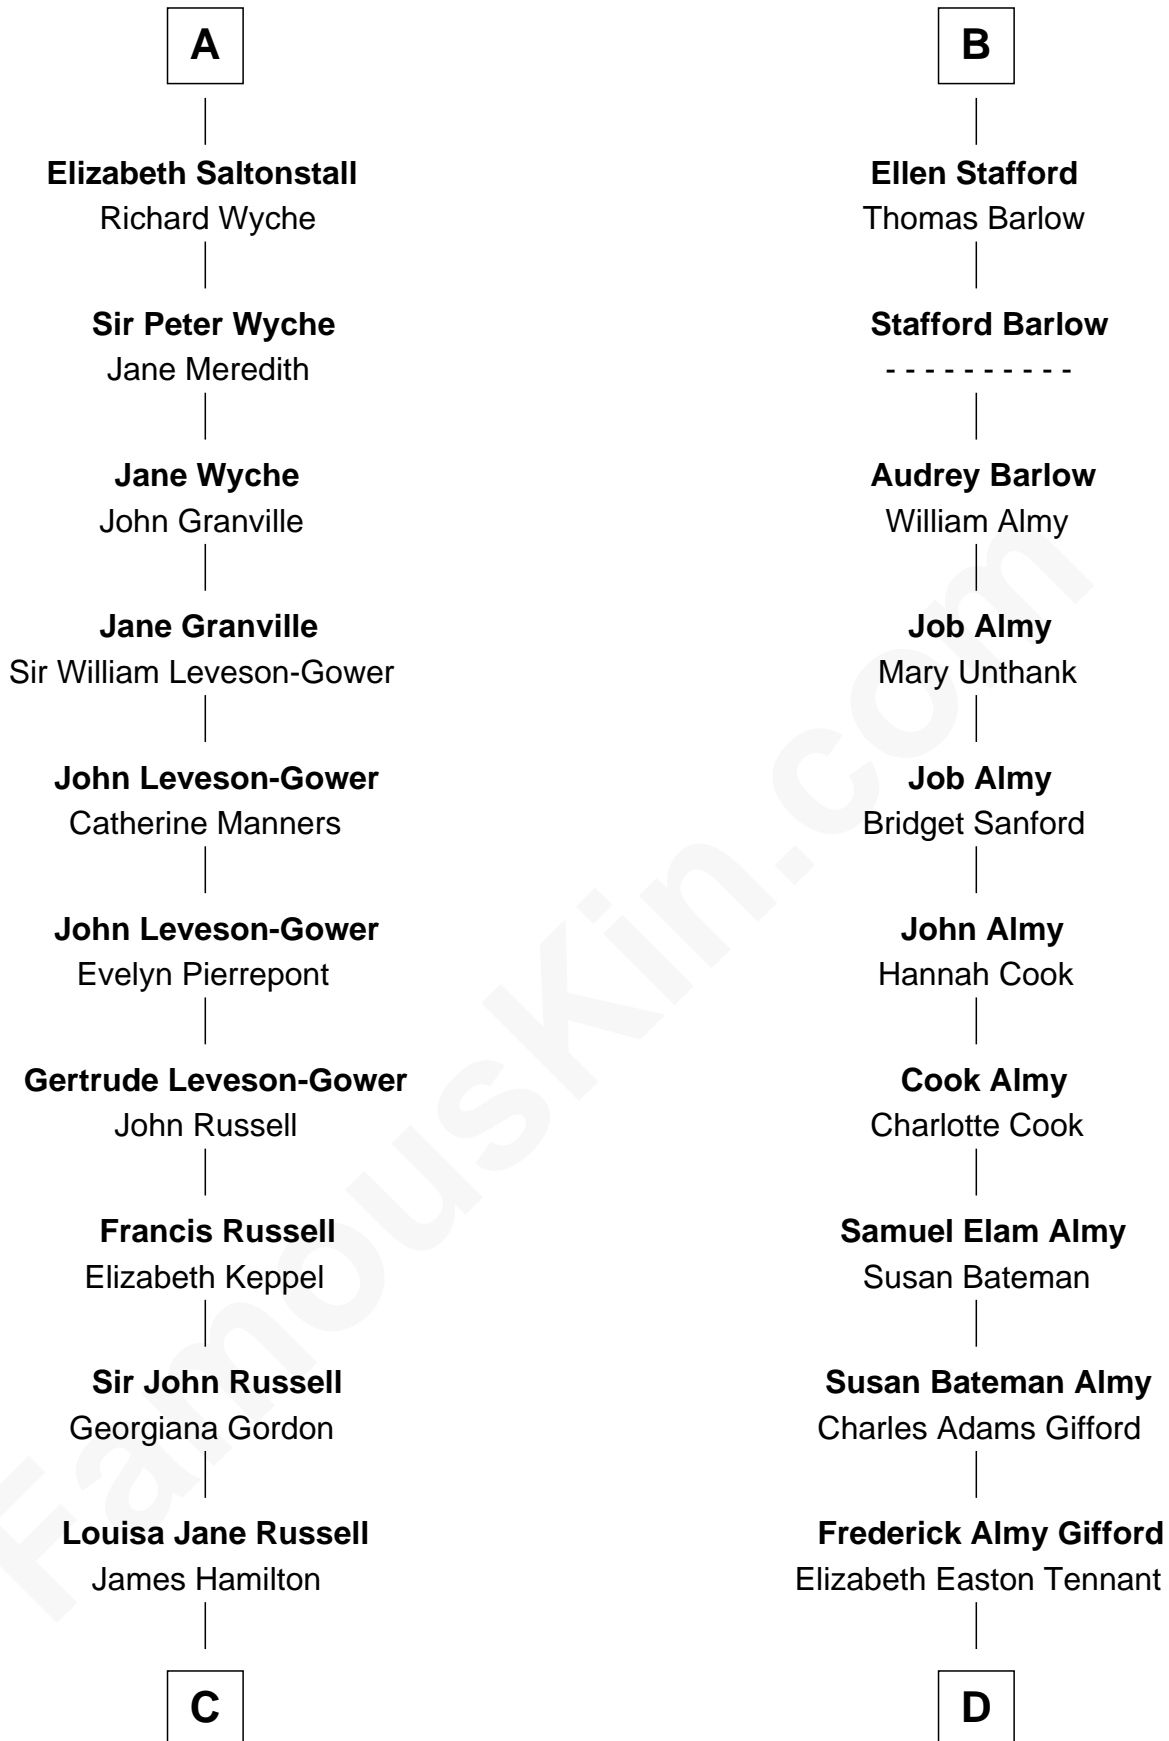 A
Elizabeth Saltonstall
Richard Wyche
Sir Peter Wyche
Jane Meredith
Jane Wyche
John Granville
Jane Granville
Sir William Leveson-Gower
John Leveson-Gower
Catherine Manners
John Leveson-Gower
Evelyn Pierrepont
Gertrude Leveson-Gower
John Russell
Francis Russell
Elizabeth Keppel
Sir John Russell
Georgiana Gordon
Louisa Jane Russell
James Hamilton
C
B
Ellen Stafford
Thomas Barlow
Stafford Barlow
- - - - - - - - - -
Audrey Barlow
William Almy
Job Almy
Mary Unthank
Job Almy
Bridget Sanford
John Almy
Hannah Cook
Cook Almy
Charlotte Cook
Samuel Elam Almy
Susan Bateman
Susan Bateman Almy
Charles Adams Gifford
Frederick Almy Gifford
Elizabeth Easton Tennant
D
FamousKin.com